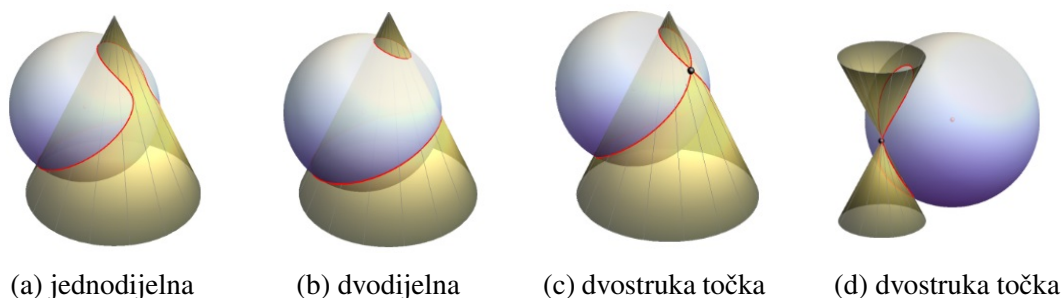 (a) jednodijelna (b) dvodijelna (c) dvostruka točka (d) dvostruka točka